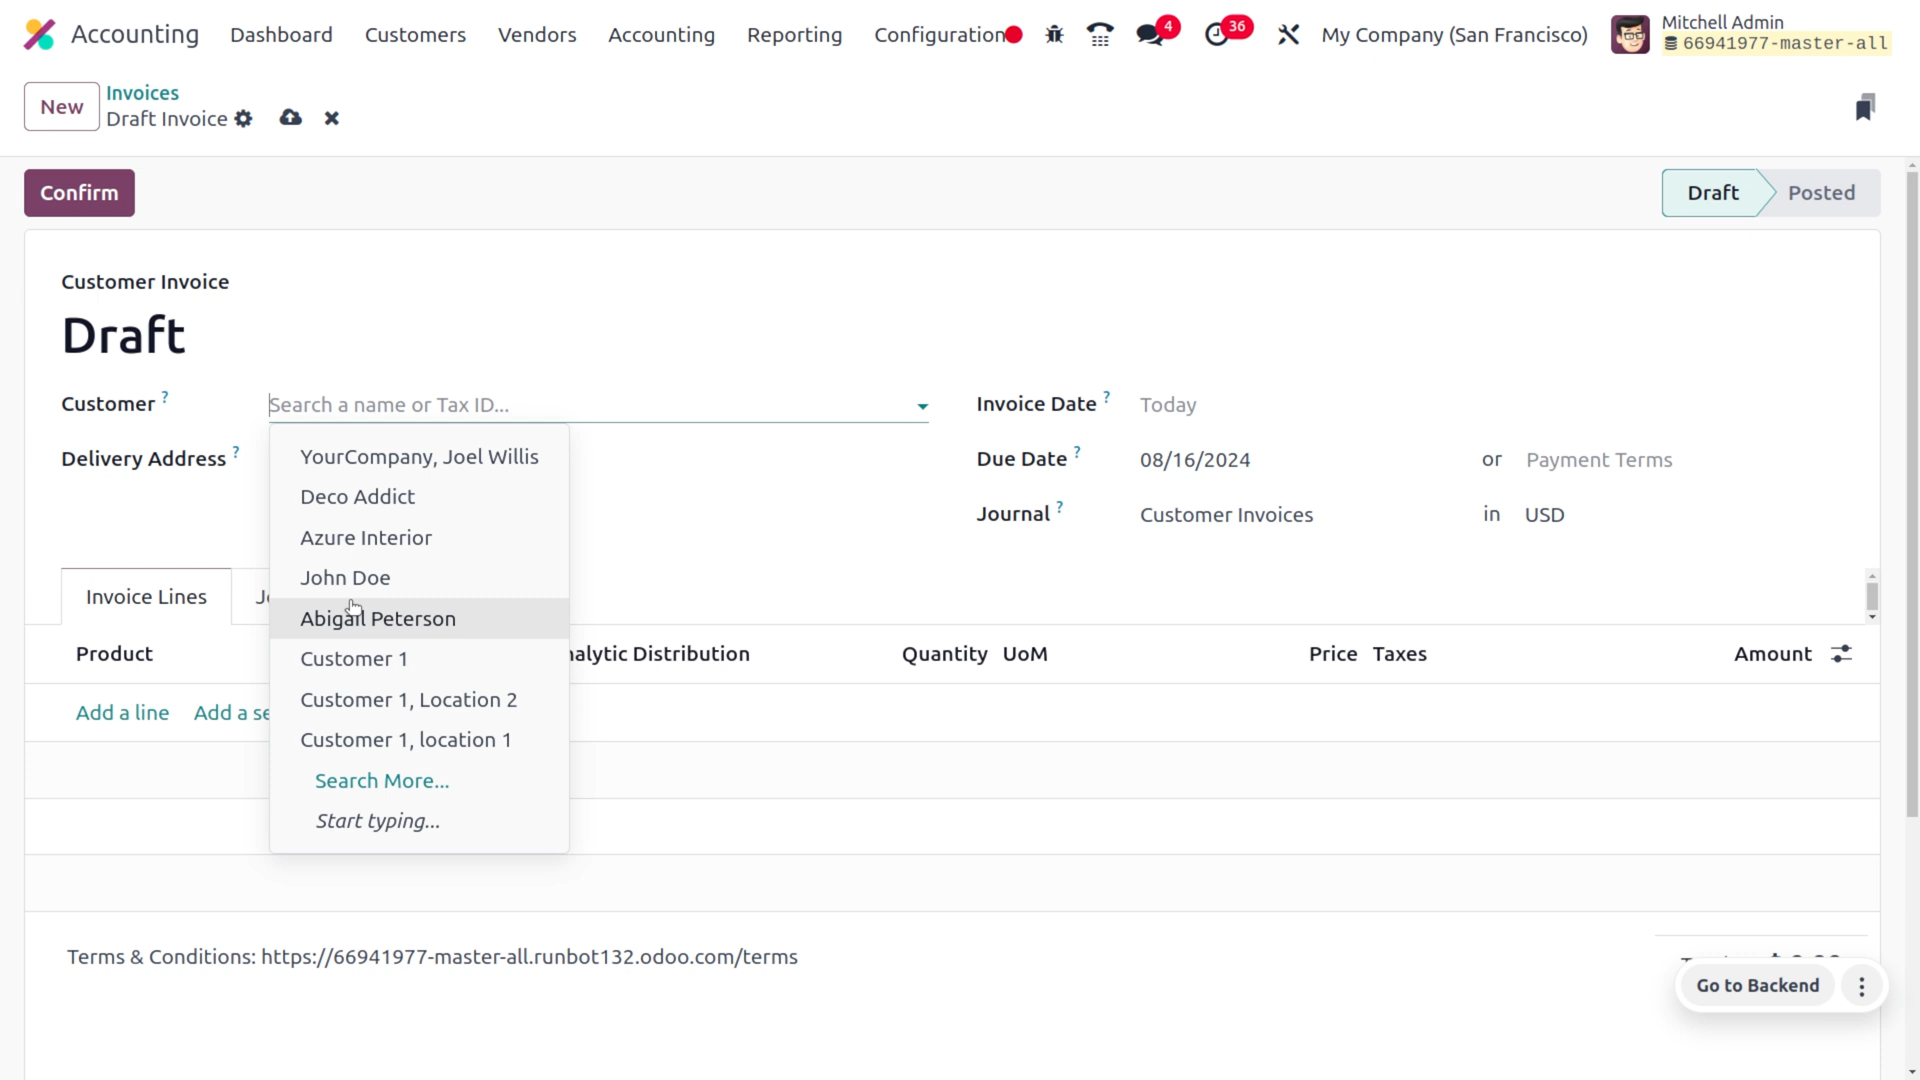 Accounting Dashboard Customers Vendors Accounting Reporting Configuration 4 36 My Company (San Francisco) Mitchell Admin
66941977-master-all
New Invoices
Draft Invoice
Confirm Draft Posted
Customer Invoice
Draft
Customer ? Search a name or Tax ID... Invoice Date ? Today
Delivery Address ? Due Date ? 08/16/2024 or Payment Terms
Journal ? Customer Invoices in USD
YourCompany, Joel Willis
Deco Addict
Azure Interior
John Doe
Abigail Peterson
Customer 1
Customer 1, Location 2
Customer 1, location 1
Search More...
Start typing...
Invoice Lines
Product Distribution Quantity UoM Price Taxes Amount
Add a line Add a
Terms & Conditions: https://66941977-master-all.runbot132.odoo.com/terms
Go to Backend